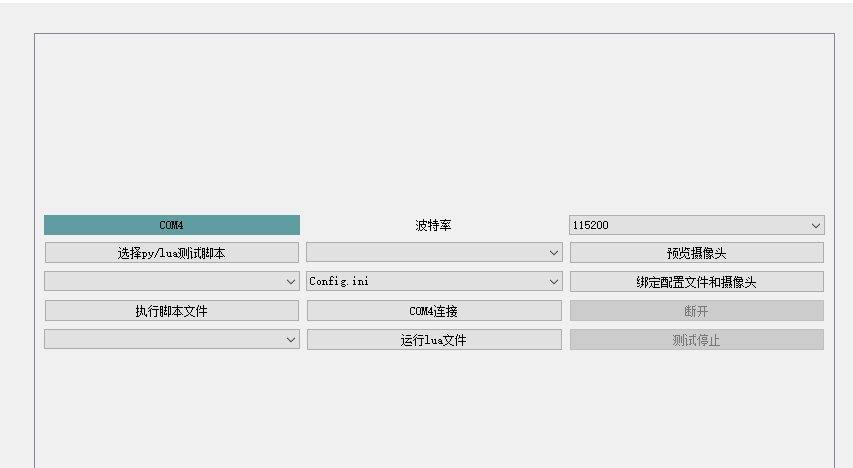 COM4 波特率 115200
选择py/lua测试脚本 预览摄像头
Config.ini 绑定配置文件和摄像头
执行脚本文件 COM4连接 断开
运行lua文件 测试停止